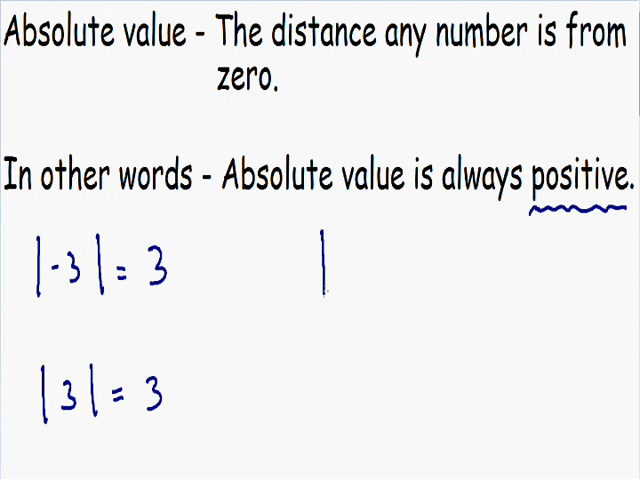 Absolute value - The distance any number is from
zero.
In other words - Absolute value is always positive.
|-3| = 3 |
|3| = 3